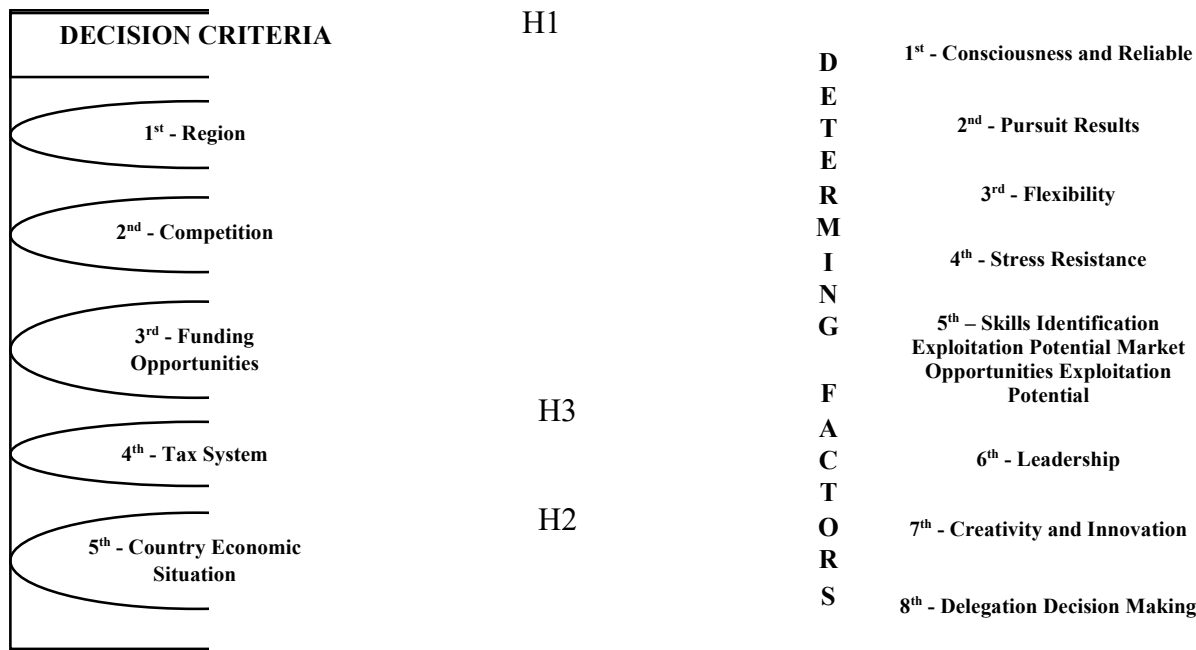 DECISION CRITERIA
1st - Region
2nd - Competition
3rd - Funding
Opportunities
4th - Tax System
5th - Country Economic
Situation
H1
H3
H2
D
E
T
E
R
M
I
N
G
F
A
C
T
O
R
S
1st - Consciousness and Reliable
2nd - Pursuit Results
3rd - Flexibility
4th - Stress Resistance
5th – Skills Identification
Exploitation Potential Market
Opportunities Exploitation
Potential
6th - Leadership
7th - Creativity and Innovation
8th - Delegation Decision Making